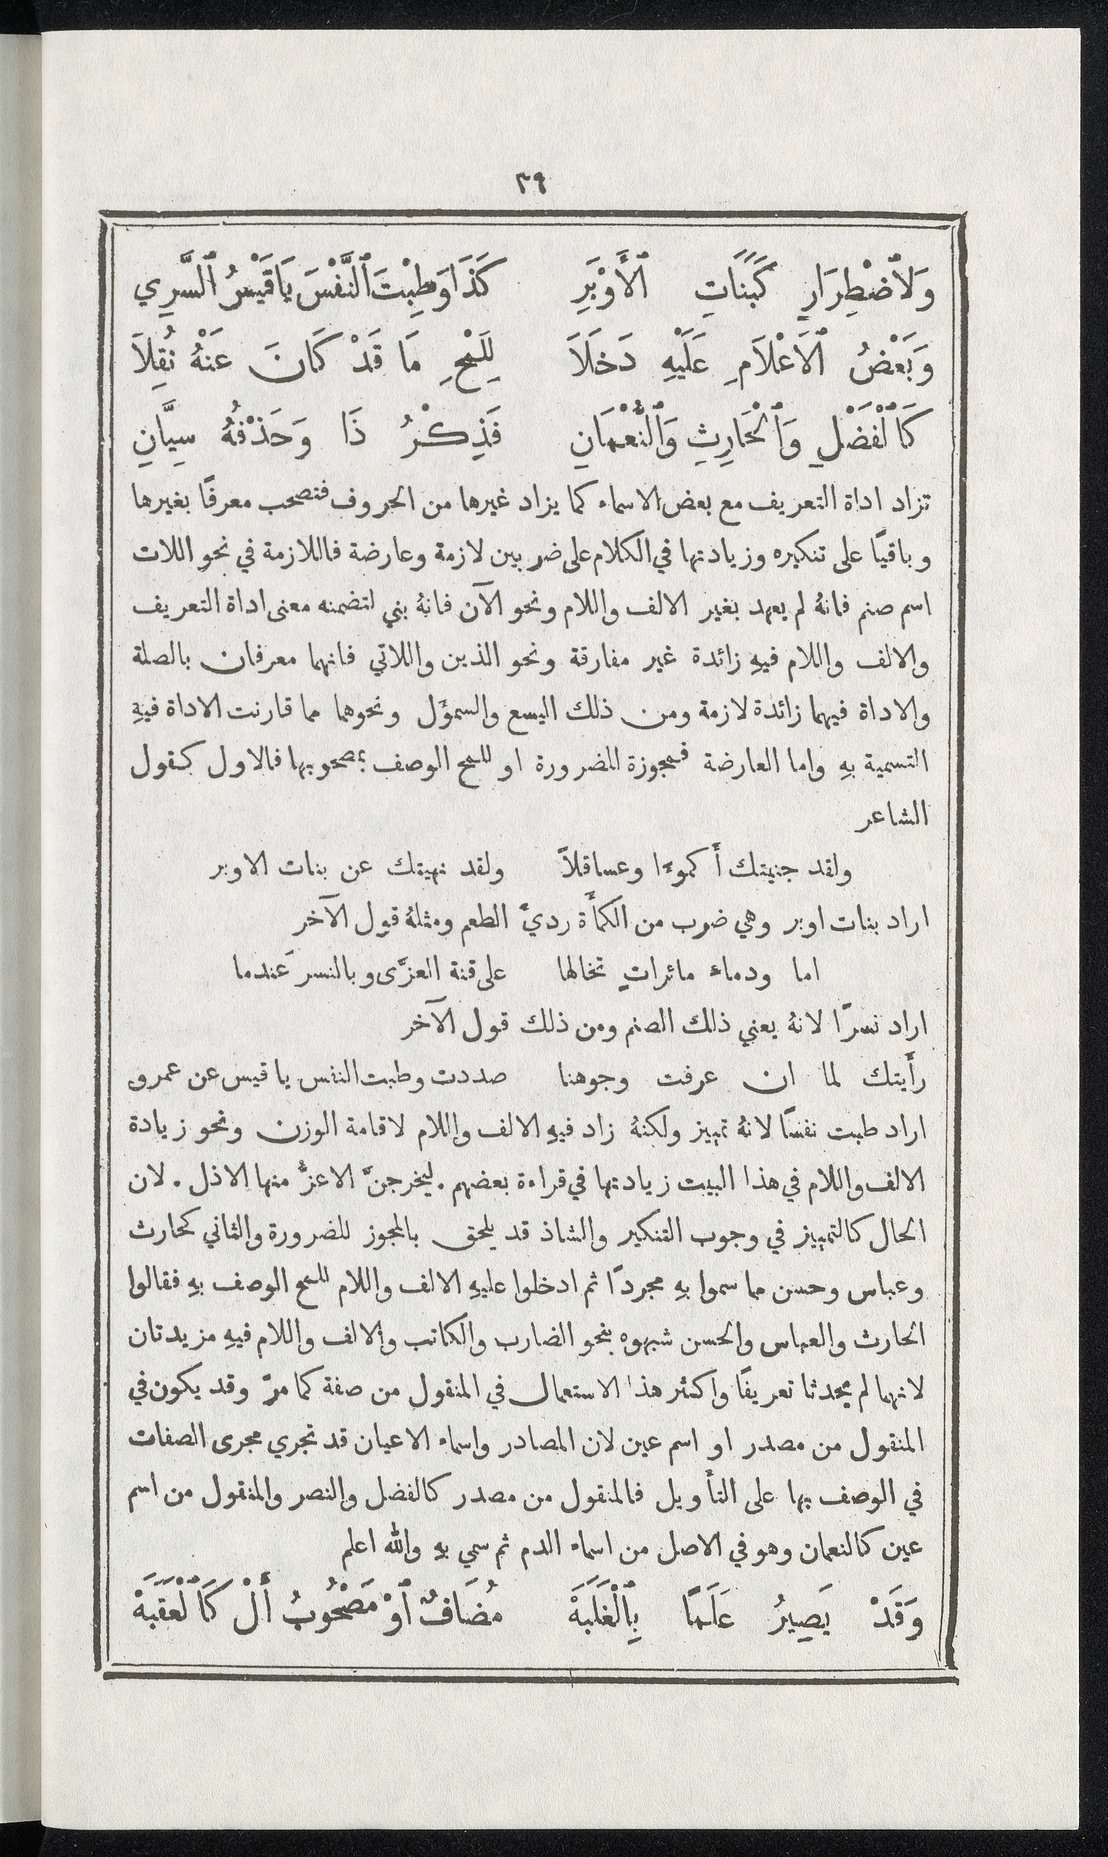 ٣٩
وَلِٱضْطِرَارٍ كَبَنَاتِ ٱلْأَوْبَرِ كَذَا وَطِبْتَ ٱلنَّفْسَ يَا قَيْسُ ٱلسَّرِي
وَبَعْضُ ٱلْأَعْلَامِ عَلَيْهِ دَخَلَا لِلَمْحِ مَا قَدْ كَانَ عَنْهُ نُقِلَا
كَٱلْفَضْلِ وَٱلْحَارِثِ وَٱلنُّعْمَانِ فَذِكْرُ ذَا وَحَذْفُهُ سِيَّانِ
تزاد اداة التعريف مع بعض الاسماء كما يزاد غيرها من الحروف فتصحب معرفًا بغيرها
وباقيًا على تنكيره وزيادتها في الكلام على ضربين لازمة وعارضة فاللازمة في نحو اللات
اسم صنم فانهُ لم يعهد بغير الالف واللام ونحو الآن فانهُ بني لتضمنه معنى اداة التعريف
والالف واللام فيهِ زائدة غير مفارقة ونحو الذين واللاتي فانهما معرفان بالصلة
والاداة فيهما زائدة لازمة ومن ذلك اليسع والسموَل ونحوهما مما قارنت الاداة فيهِ
التسمية بهِ واما العارضة فمجوزة للضرورة او للمح الوصف بمصحوبها فالاول كقول
الشاعر
ولقد جنيتك أَكموءًا وعساقلاً ولقد نهيتك عن بنات الاوبر
اراد بنات اوبر وهي ضرب من الكمأَة رديّ الطعم ومثلهُ قول الآخر
اما ودماءٍ مائراتٍ تخالها على قنة العزَّى وبالنسر عندما
اراد نسرًا لانهُ يعني ذلك الصنم ومن ذلك قول الآخر
رأَيتك لما ان عرفت وجوهنا صددت وطبت النفس يا قيس عن عمرو
اراد طبت نفسًا لانهُ تمييز ولكنهُ زاد فيهِ الالف واللام لاقامة الوزن ونحو زيادة
الالف واللام في هذا البيت زيادتها في قراءة بعضهم . ليخرجنَّ الاعزُّ منها الاذل . لان
الحال كالتمييز في وجوب التنكير والشاذ قد يلحق بالمجوز للضرورة والثاني كحارث
وعباس وحسن مما سموا بهِ مجردًا ثم ادخلوا عليهِ الالف واللام للمح الوصف بهِ فقالوا
الحارث والعباس والحسن شبهوه بنحو الضارب والكاتب والالف واللام فيهِ مزيدتان
لانهما لم يحدثا تعريفًا واكثر هذا الاستعمال في المنقول من صفة كما مرّ وقد يكون في
المنقول من مصدر او اسم عين لان المصادر واسماء الاعيان قد تجري مجرى الصفات
في الوصف بها على التأويل فالمنقول من مصدر كالفضل والنصر والمنقول من اسم
عين كالنعمان وهو في الاصل من اسماء الدم ثم سمي بهِ والله اعلم
وَقَدْ يَصِيرُ عَلَمًا بِٱلْغَلَبَهْ مُضَافٌ ٱوْ مَصْحُوبُ أَلْ كَٱلْعَقَبَهْ